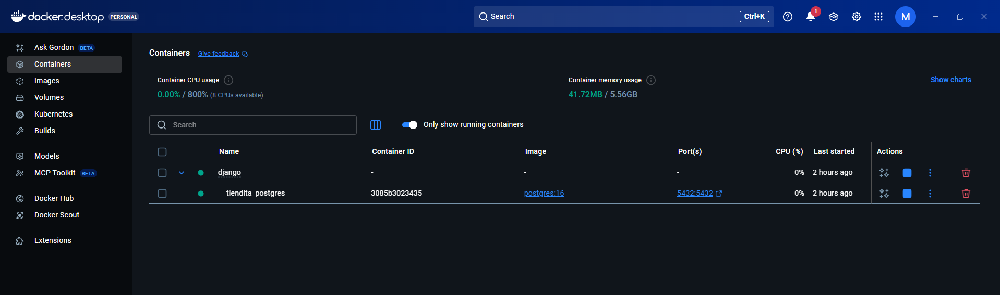 docker.desktop PERSONAL Search Ctrl+K 1 M
Ask Gordon BETA
Containers
Images
Volumes
Kubernetes
Builds
Models
MCP Toolkit BETA
Docker Hub
Docker Scout
Extensions
Containers Give feedback
Container CPU usage Container memory usage Show charts
0.00% / 800% (8 CPUs available) 41.72MB / 5.56GB
Search Only show running containers
Name Container ID Image Port(s) CPU (%) Last started Actions
django - - - 0% 2 hours ago
tiendita_postgres 3085b3023435 postgres:16 5432:5432 0% 2 hours ago